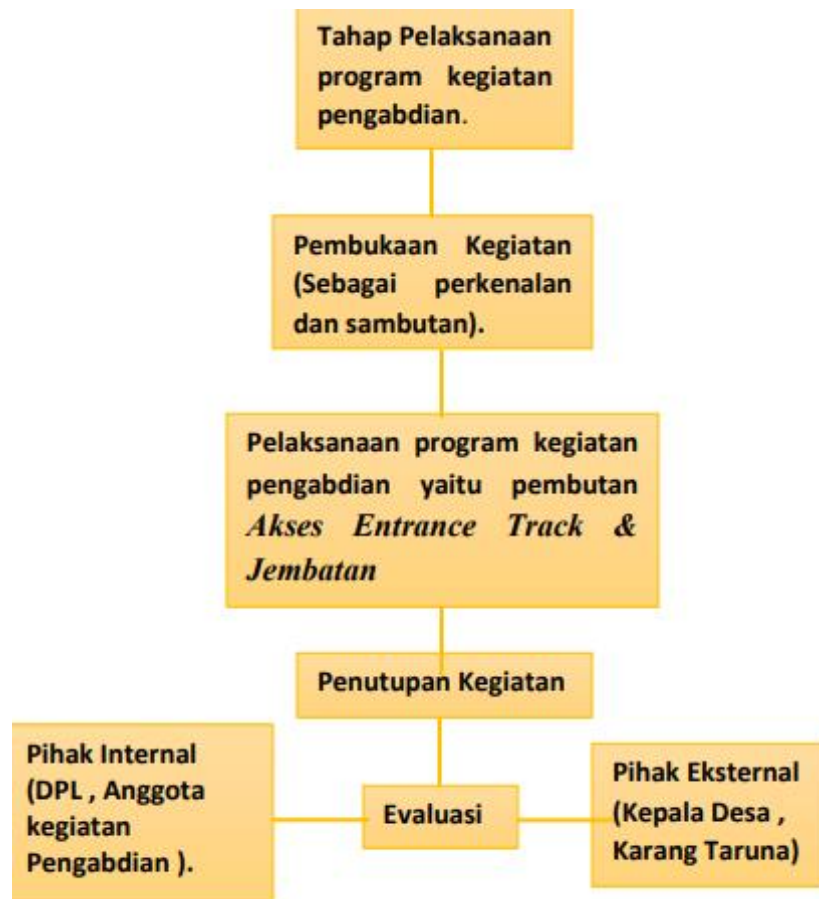 Tahap Pelaksanaan
program kegiatan
pengabdian.
Pembukaan Kegiatan
(Sebagai perkenalan
dan sambutan).
Pelaksanaan program kegiatan
pengabdian yaitu pembutan
Akses Entrance Track &
Jembatan
Penutupan Kegiatan
Pihak Internal
(DPL , Anggota
kegiatan
Pengabdian ).
Evaluasi
Pihak Eksternal
(Kepala Desa ,
Karang Taruna)